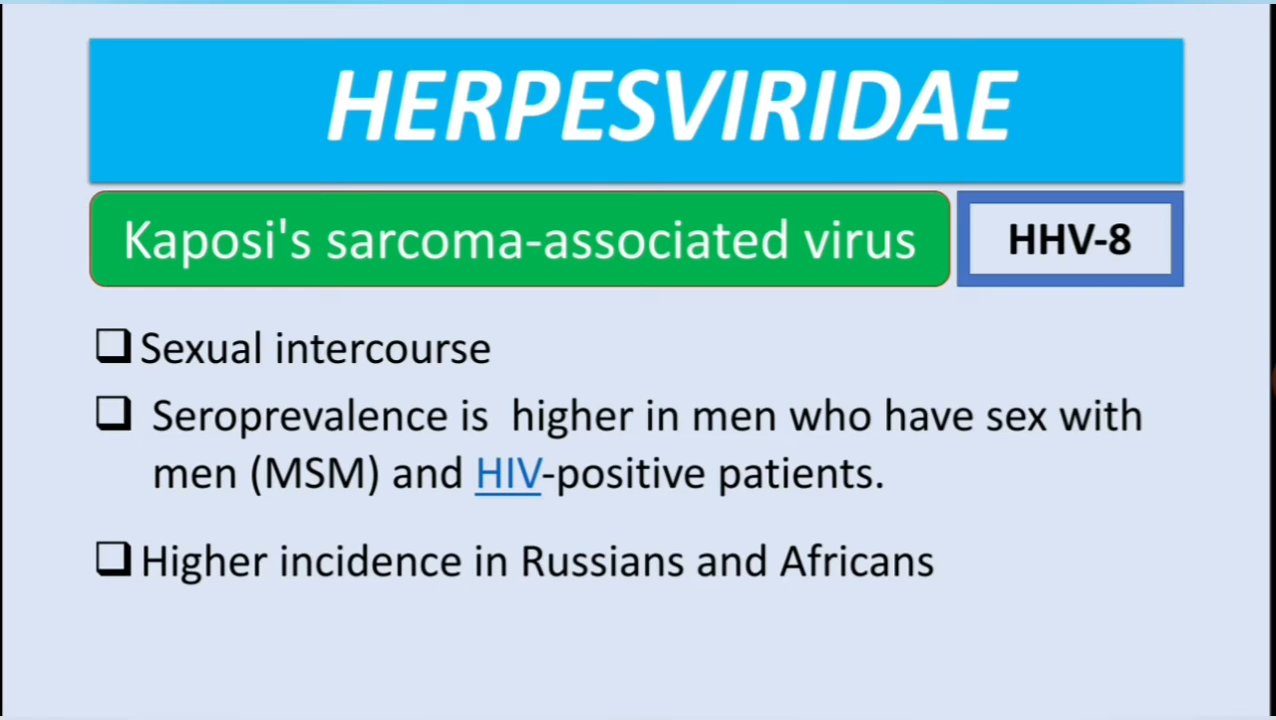 HERPESVIRIDAE
Kaposi's sarcoma-associated virus
HHV-8
Sexual intercourse
Seroprevalence is higher in men who have sex with
men (MSM) and HIV-positive patients.
Higher incidence in Russians and Africans